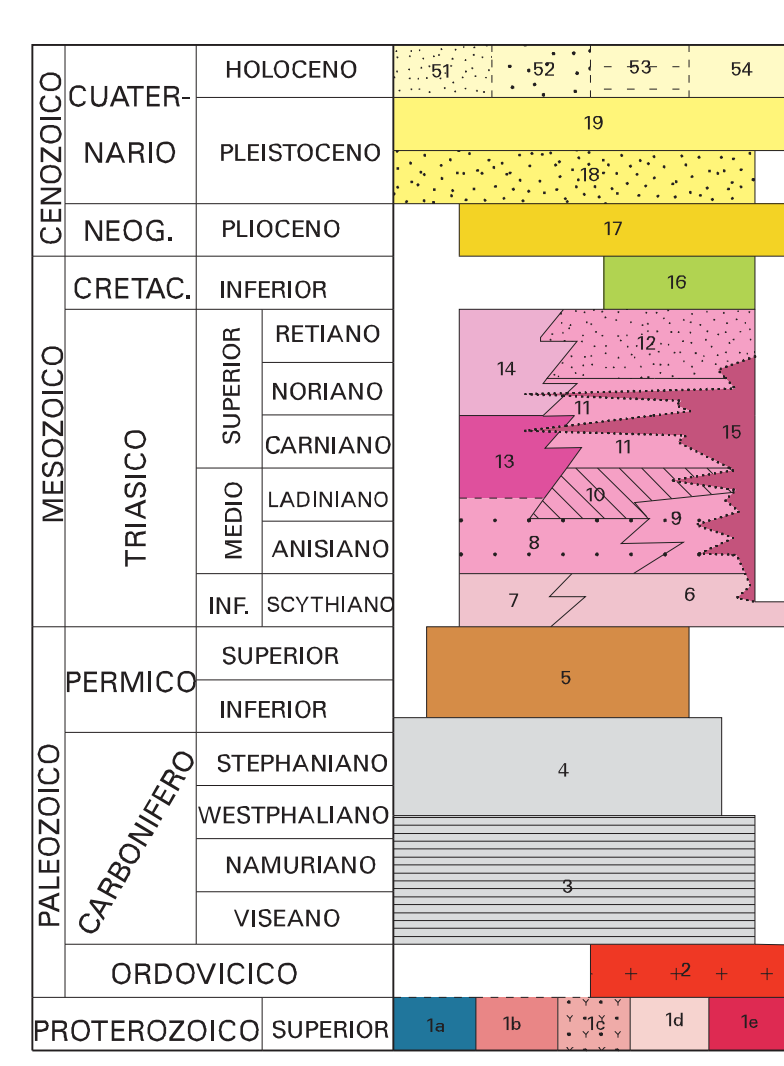 CENOZOICO
CUATER-
NARIO
HOLOCENO
51 52 53 54
PLEISTOCENO
19
18
NEOG.
PLIOCENO
17
MESOZOICO
CRETAC.
INFERIOR
16
TRIASICO
SUPERIOR
RETIANO
12
14
NORIANO
11
CARNIANO
11
15
13
MEDIO
LADINIANO
10
9
ANISIANO
8
INF.
SCYTHIANO
7
6
PALEOZOICO
PERMICO
SUPERIOR
5
INFERIOR
CARBONIFERO
STEPHANIANO
4
WESTPHALIANO
NAMURIANO
3
VISEANO
ORDOVICICO
2
PROTEROZOICO
SUPERIOR
1a 1b 1c 1d 1e